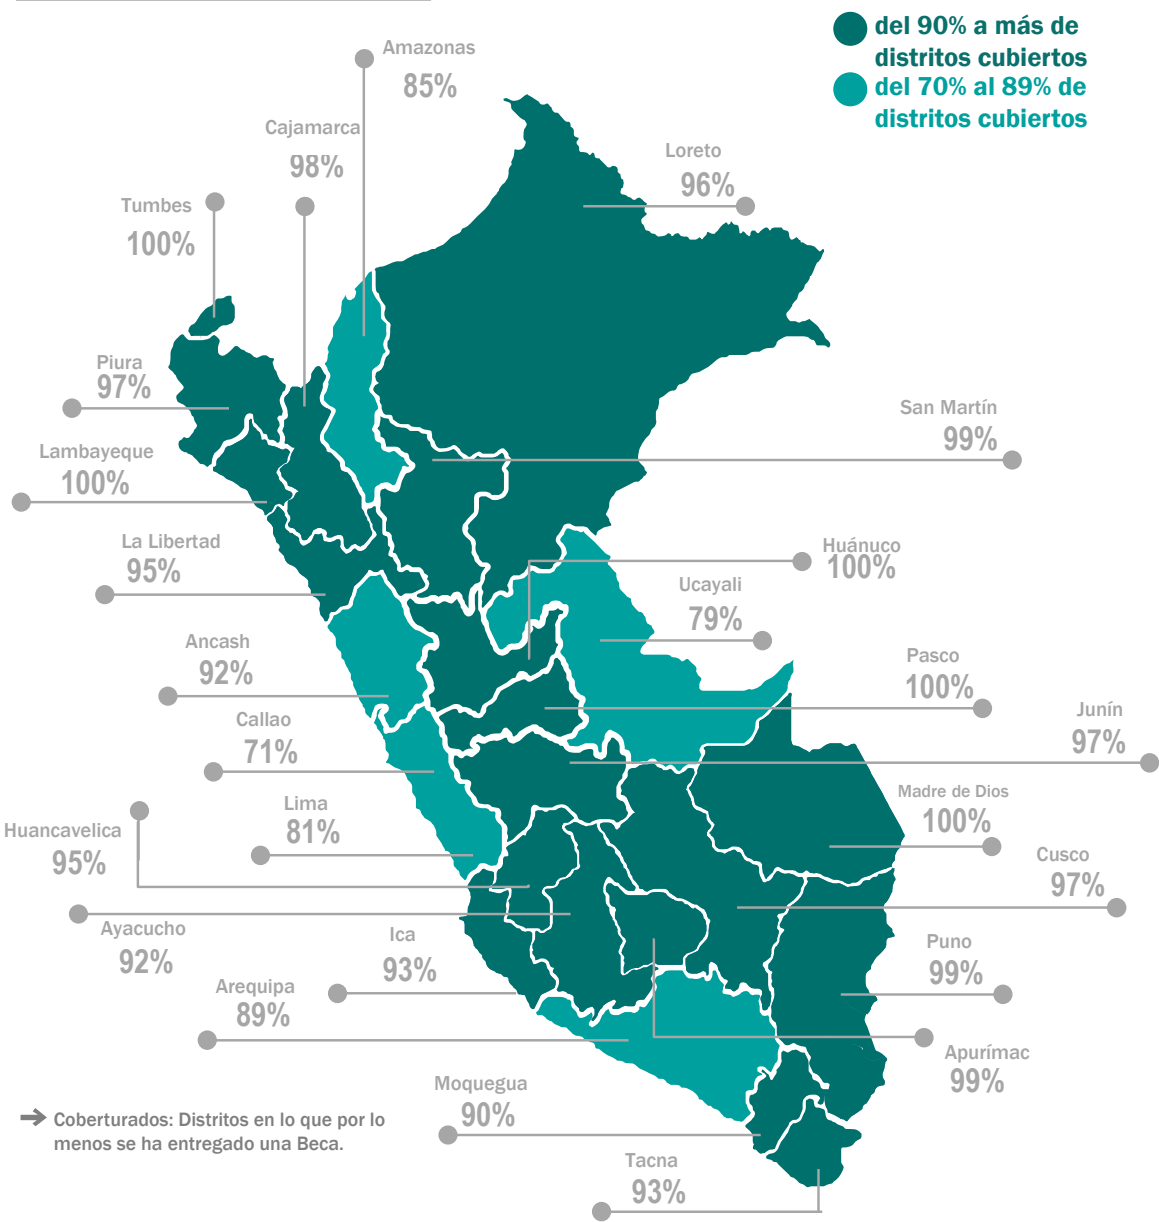 del 90% a más de
distritos cubiertos
del 70% al 89% de
distritos cubiertos
Amazonas
85%
Cajamarca
98%
Loreto
96%
Tumbes
100%
Piura
97%
San Martín
99%
Lambayeque
100%
La Libertad
95%
Huánuco
100%
Ucayali
79%
Ancash
92%
Pasco
100%
Callao
71%
Junín
97%
Lima
81%
Madre de Dios
100%
Huancavelica
95%
Cusco
97%
Ayacucho
92%
Ica
93%
Puno
99%
Arequipa
89%
Apurímac
99%
Moquegua
90%
Coberturados: Distritos en lo que por lo
menos se ha entregado una Beca.
Tacna
93%